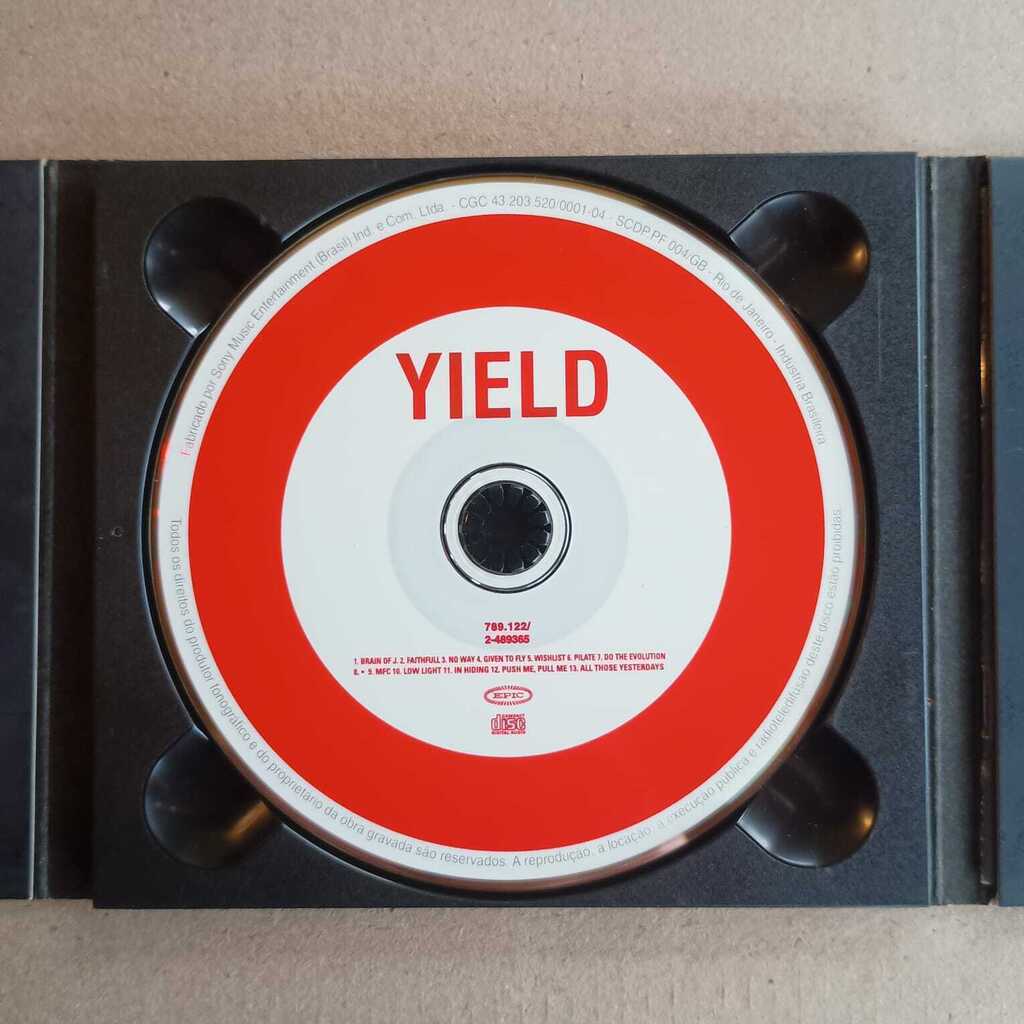 Fabricado por Sony Music Entertainment (Brasil) Ind. e Com. Ltda. - CGC 43.203.520/0001-04 - SCDP.PF 004/GB - Rio de Janeiro - Indústria Brasileira
YIELD
789.122/
2-489365
1. BRAIN OF J. 2. FAITHFULL 3. NO WAY 4. GIVEN TO FLY 5. WISHLIST 6. PILATE 7. DO THE EVOLUTION
8. • 9. MFC 10. LOW LIGHT 11. IN HIDING 12. PUSH ME, PULL ME 13. ALL THOSE YESTERDAYS
EPIC
COMPACT
disc
DIGITAL AUDIO
Todos os direitos do produtor fonográfico e do proprietário da obra gravada são reservados. A reprodução, a locação, a execução pública e radioteledifusão deste disco estão proibidas.